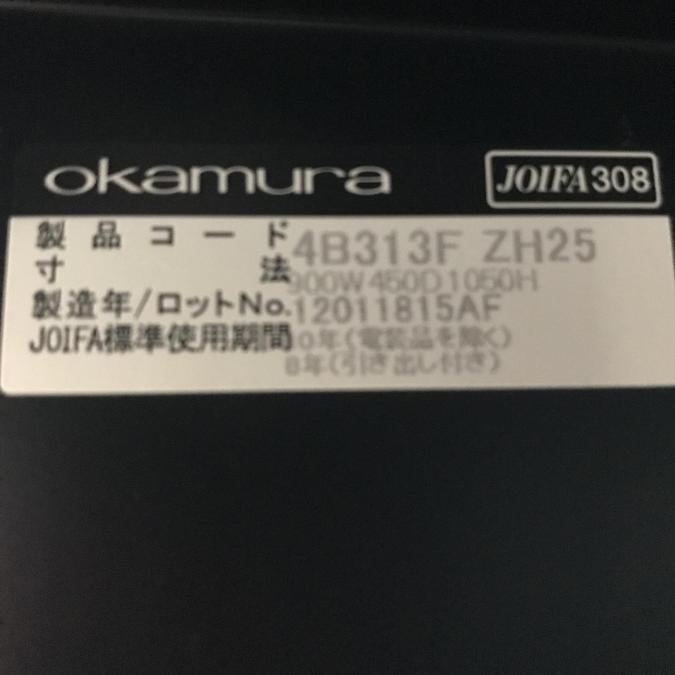 okamura
JOIFA308
製品コード 4B313F ZH25
寸法 900W450D1050H
製造年/ロットNo. 12011815AF
JOIFA標準使用期間 10年(電装品を除く)
8年(引き出し付き)